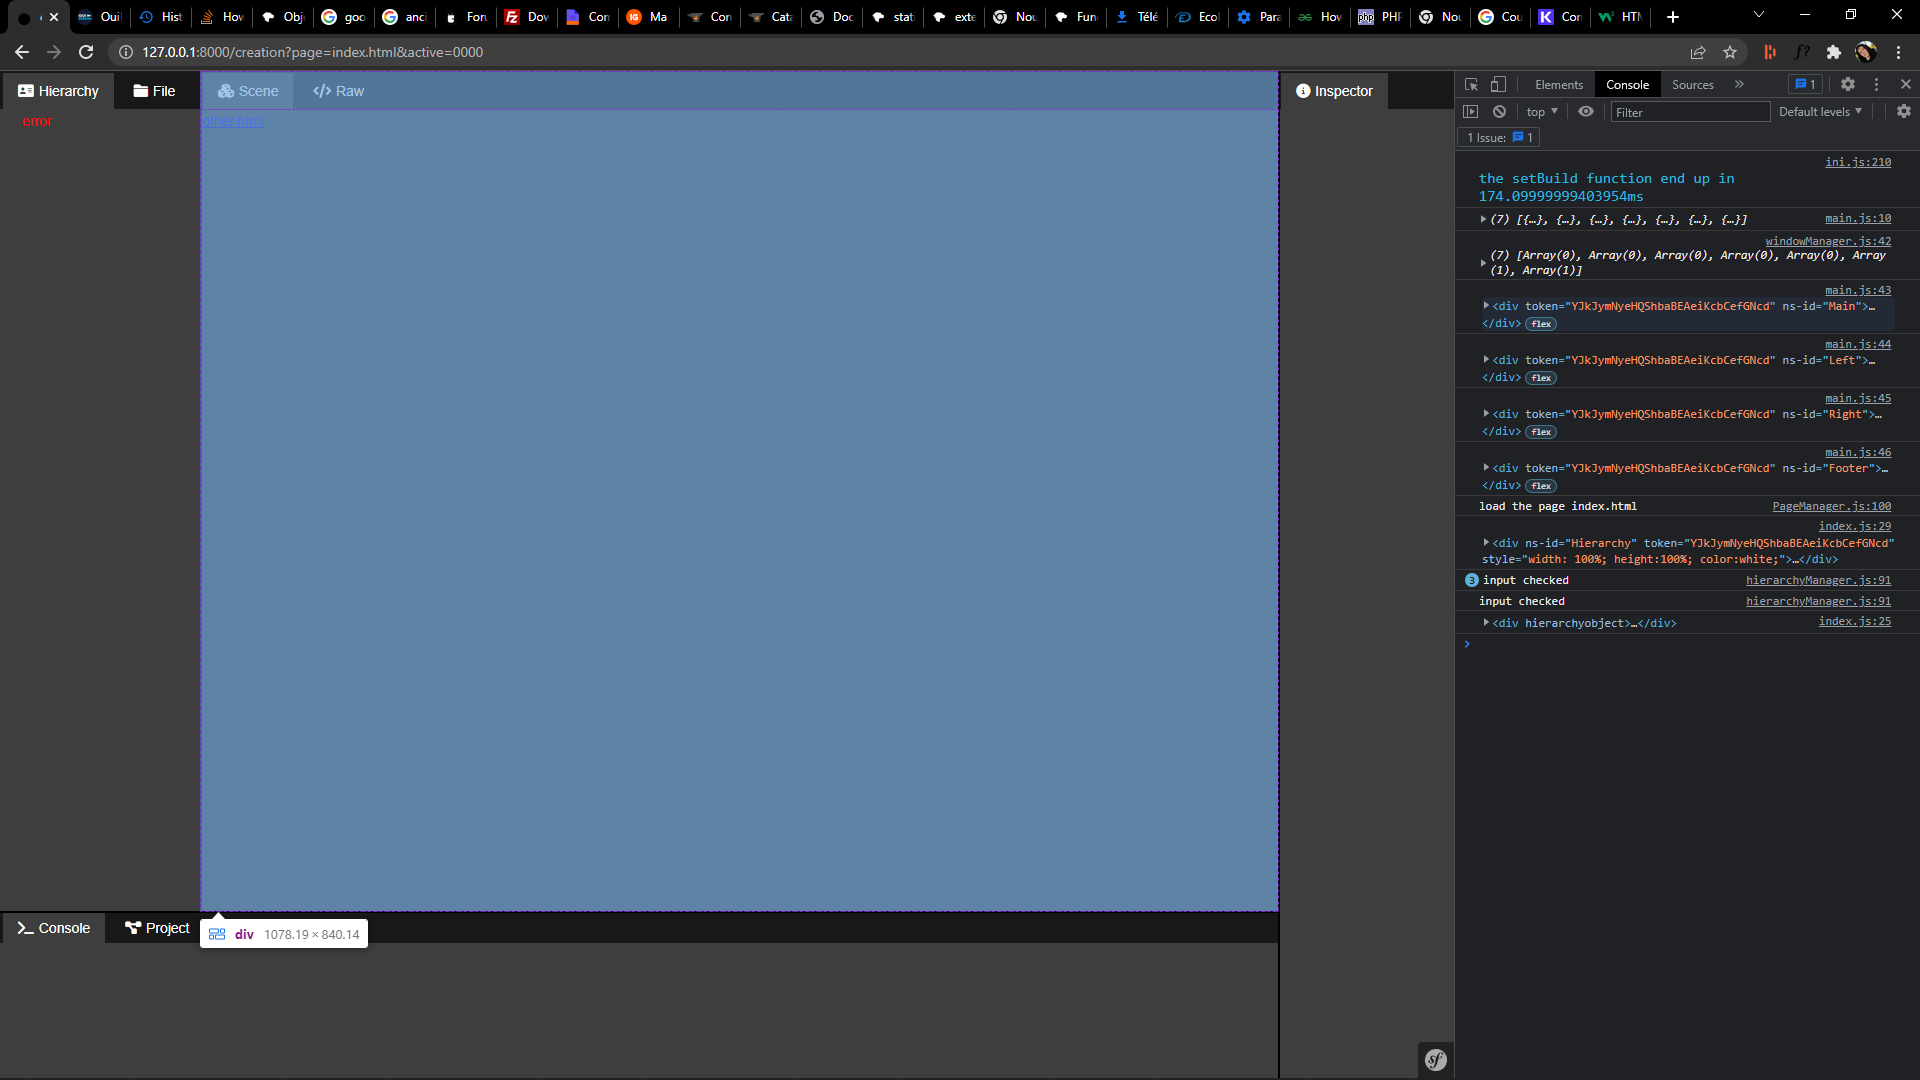 Oui
Hist
How
Obj
goo
anci
Foru
Dow
Con
Ma
Con
Cata
Doc
stati
exte
Nou
Fun
Télé
Ecol
Para
How
PHP
Nou
Cou
Con
HTM
127.0.0.1:8000/creation?page=index.html&active=0000
Hierarchy
File
Scene
</> Raw
Inspector
error
other.html
Console
Project
div 1078.19 × 840.14
Elements
Console
Sources
1
top
Filter
Default levels
1 Issue: 1
ini.js:210
the setBuild function end up in
174.09999999403954ms
(7) [{…}, {…}, {…}, {…}, {…}, {…}, {…}] main.js:10
windowManager.js:42
(7) [Array(0), Array(0), Array(0), Array(0), Array(0), Array
(1), Array(1)]
main.js:43
<div token="YJkJymNyeHQShbaBEAeiKcbCefGNcd" ns-id="Main">…
</div> flex
main.js:44
<div token="YJkJymNyeHQShbaBEAeiKcbCefGNcd" ns-id="Left">…
</div> flex
main.js:45
<div token="YJkJymNyeHQShbaBEAeiKcbCefGNcd" ns-id="Right">…
</div> flex
main.js:46
<div token="YJkJymNyeHQShbaBEAeiKcbCefGNcd" ns-id="Footer">…
</div> flex
load the page index.html PageManager.js:100
index.js:29
<div ns-id="Hierarchy" token="YJkJymNyeHQShbaBEAeiKcbCefGNcd"
style="width: 100%; height:100%; color:white;">…</div>
3 input checked hierarchyManager.js:91
input checked hierarchyManager.js:91
<div hierarchyobject>…</div> index.js:25
sf